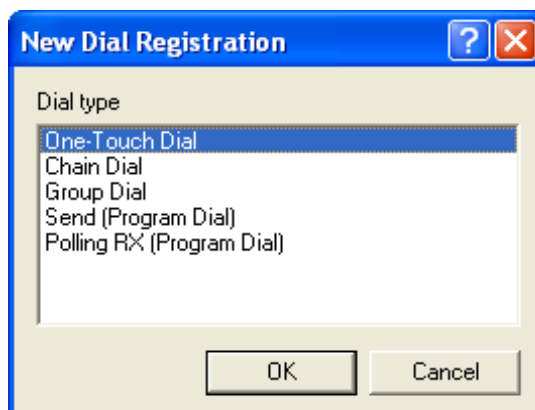 New Dial Registration
?
Dial type
One-Touch Dial
Chain Dial
Group Dial
Send (Program Dial)
Polling RX (Program Dial)
OK Cancel